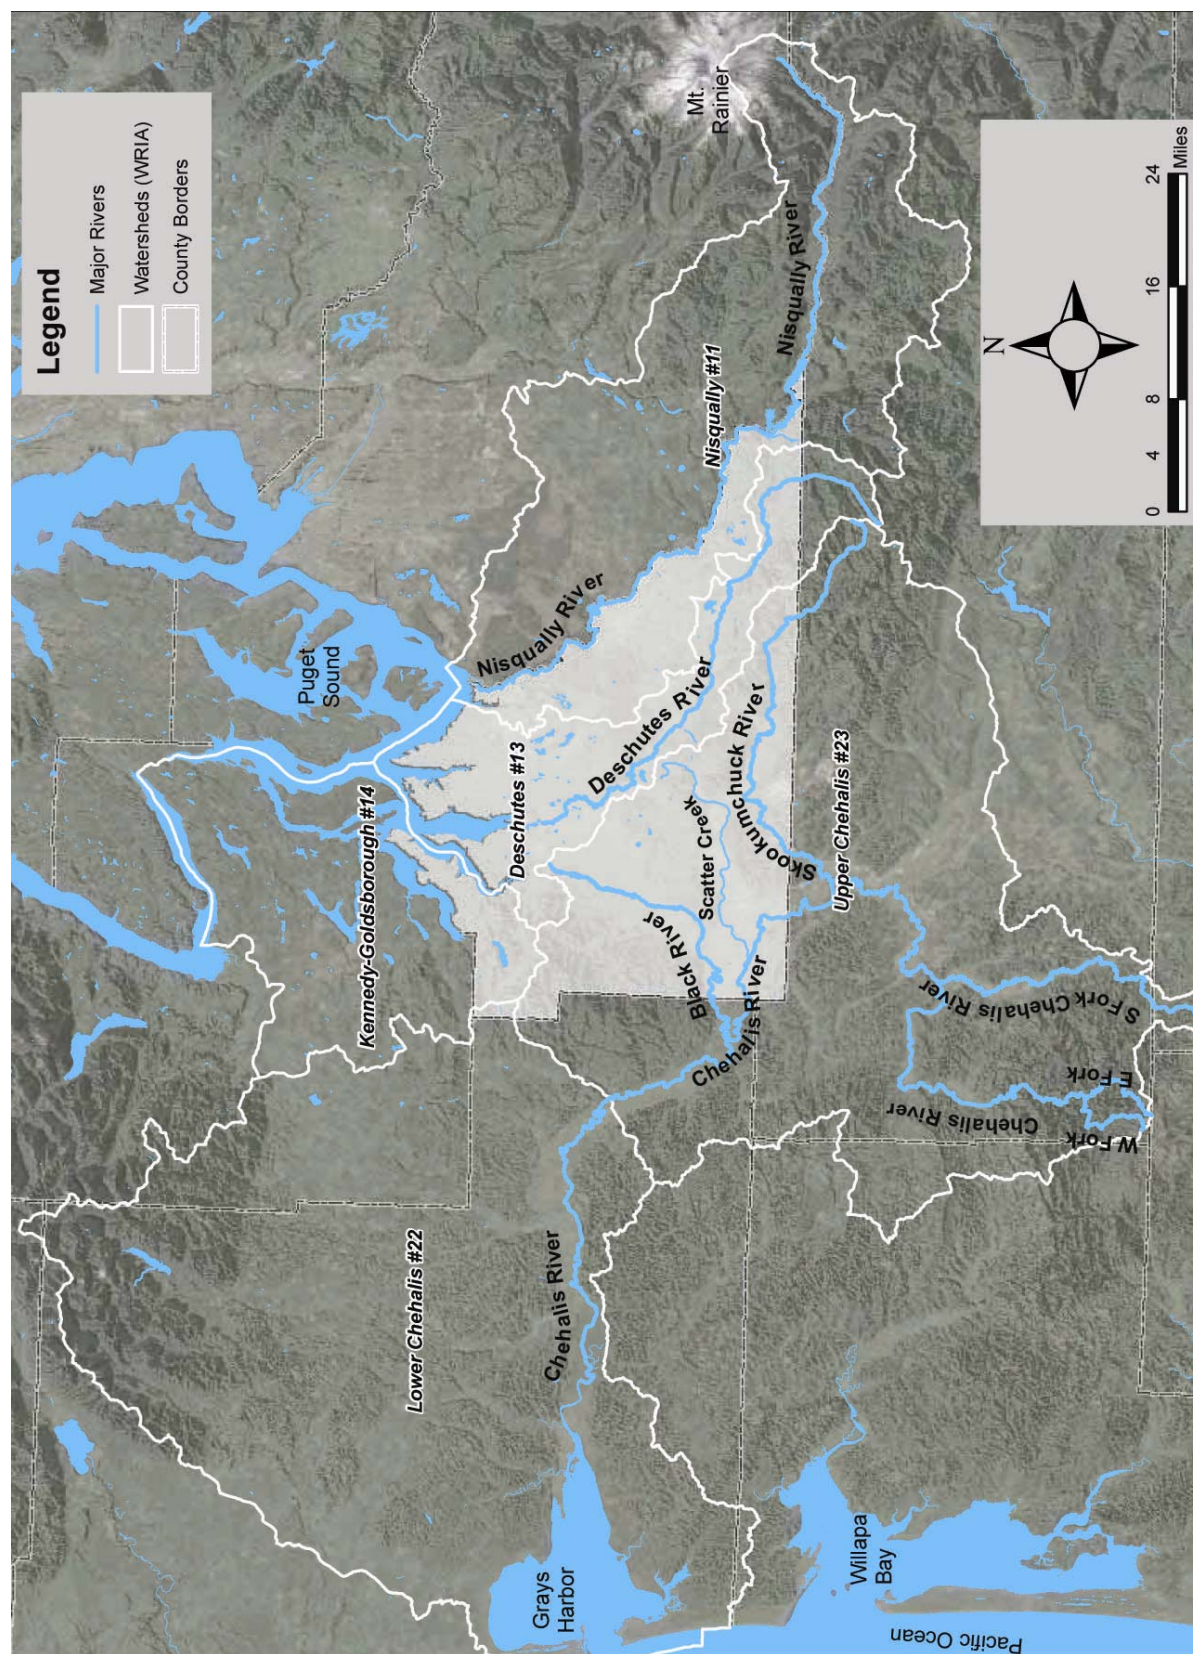 Legend
Major Rivers
Watersheds (WRIA)
County Borders
Mt.
Rainier
Nisqually River
Nisqually #11
N
0 4 8 16 24
Miles
Puget
Sound
Nisqually River
Kennedy-Goldsborough #14
Deschutes #13
Deschutes River
Scatter Creek
Skookumchuck River
Upper Chehalis #23
Black River
Chehalis River
S Fork Chehalis River
Chehalis River
E Fork
W Fork
Lower Chehalis #22
Chehalis River
Grays
Harbor
Willapa
Bay
Pacific Ocean